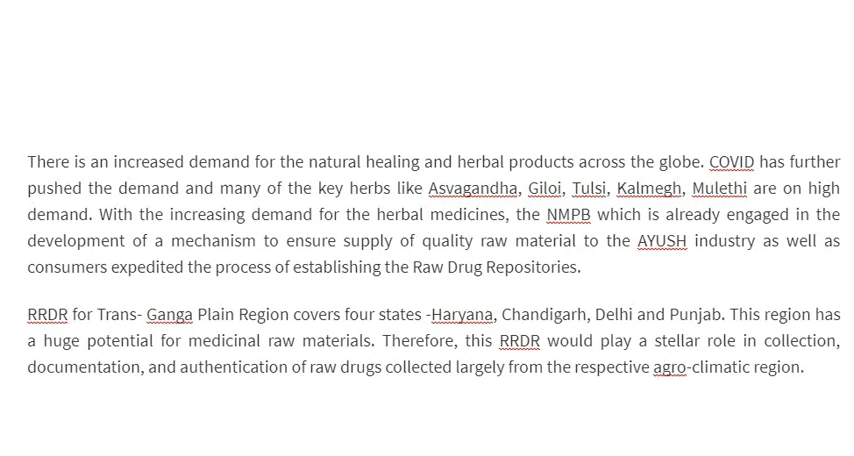 There is an increased demand for the natural healing and herbal products across the globe. COVID has further
pushed the demand and many of the key herbs like Asvagandha, Giloi, Tulsi, Kalmegh, Mulethi are on high
demand. With the increasing demand for the herbal medicines, the NMPB which is already engaged in the
development of a mechanism to ensure supply of quality raw material to the AYUSH industry as well as
consumers expedited the process of establishing the Raw Drug Repositories.
RRDR for Trans- Ganga Plain Region covers four states -Haryana, Chandigarh, Delhi and Punjab. This region has
a huge potential for medicinal raw materials. Therefore, this RRDR would play a stellar role in collection,
documentation, and authentication of raw drugs collected largely from the respective agro-climatic region.